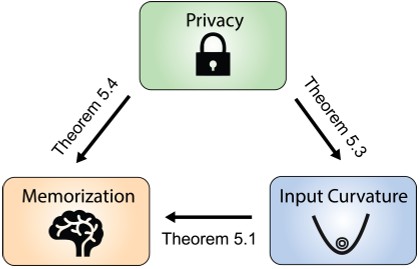 Privacy
Theorem 5.4
Theorem 5.3
Memorization
Input Curvature
Theorem 5.1